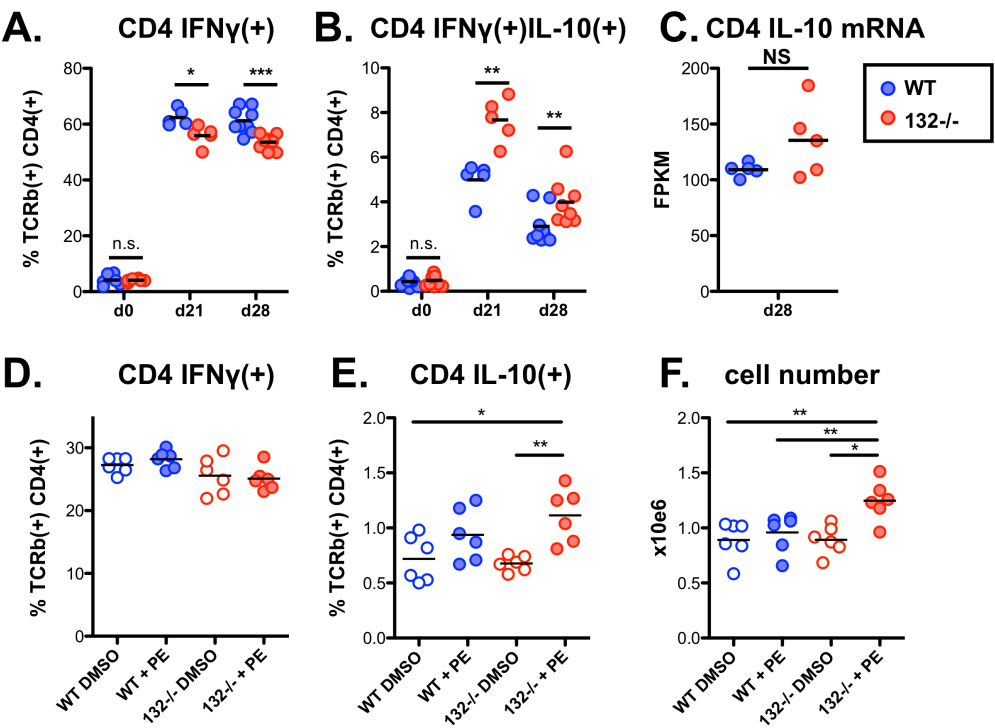 A. CD4 IFNγ(+)
% TCRb(+) CD4(+)
80
60
40
20
0
n.s.
*
***
d0 d21 d28
B. CD4 IFNγ(+)IL-10(+)
% TCRb(+) CD4(+)
10
8
6
4
2
0
n.s.
**
**
d0 d21 d28
C. CD4 IL-10 mRNA
NS
FPKM
200
150
100
50
0
d28
WT
132-/-
D. CD4 IFNγ(+)
% TCRb(+) CD4(+)
30
20
10
0
WT DMSO
WT + PE
132-/- DMSO
132-/- + PE
E. CD4 IL-10(+)
% TCRb(+) CD4(+)
2.0
1.5
1.0
0.5
0.0
*
**
WT DMSO
WT + PE
132-/- DMSO
132-/- + PE
F. cell number
x10e6
2.0
1.5
1.0
0.5
0.0
**
**
*
WT DMSO
WT + PE
132-/- DMSO
132-/- + PE